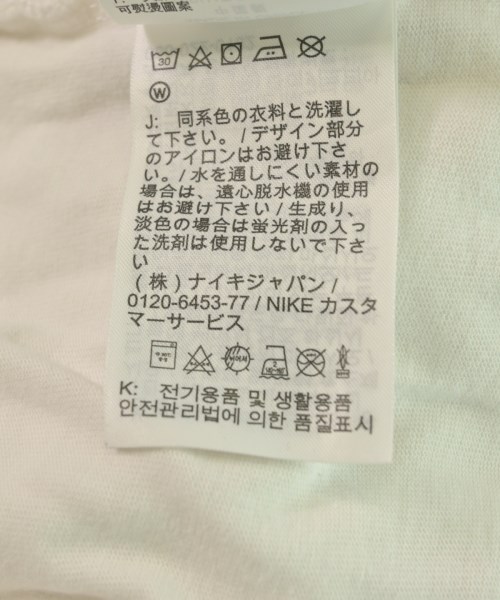 可熨燙圖案
30
W
J: 同系色の衣料と洗濯し
て下さい。/ デザイン部分
のアイロンはお避け下さ
い。/ 水を通しにくい素材の
場合は、遠心脱水機の使用
はお避け下さい / 生成り、
淡色の場合は蛍光剤の入っ
た洗剤は使用しないで下さ
い
(株) ナイキジャパン /
0120-6453-77 / NIKE カスタ
マーサービス
K: 전기용품 및 생활용품
안전관리법에 의한 품질표시